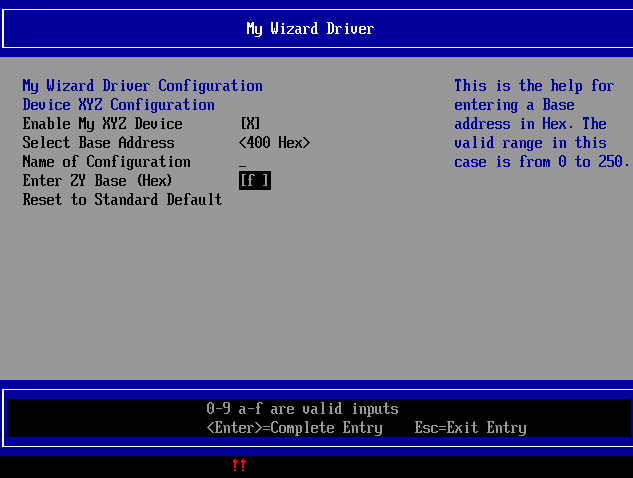 My Wizard Driver
My Wizard Driver Configuration
Device XYZ Configuration
Enable My XYZ Device [X]
Select Base Address <400 Hex>
Name of Configuration _
Enter ZY Base (Hex) [f ]
Reset to Standard Default
This is the help for
entering a Base
address in Hex. The
valid range in this
case is from 0 to 250.
0-9 a-f are valid inputs
<Enter>=Complete Entry Esc=Exit Entry
!!